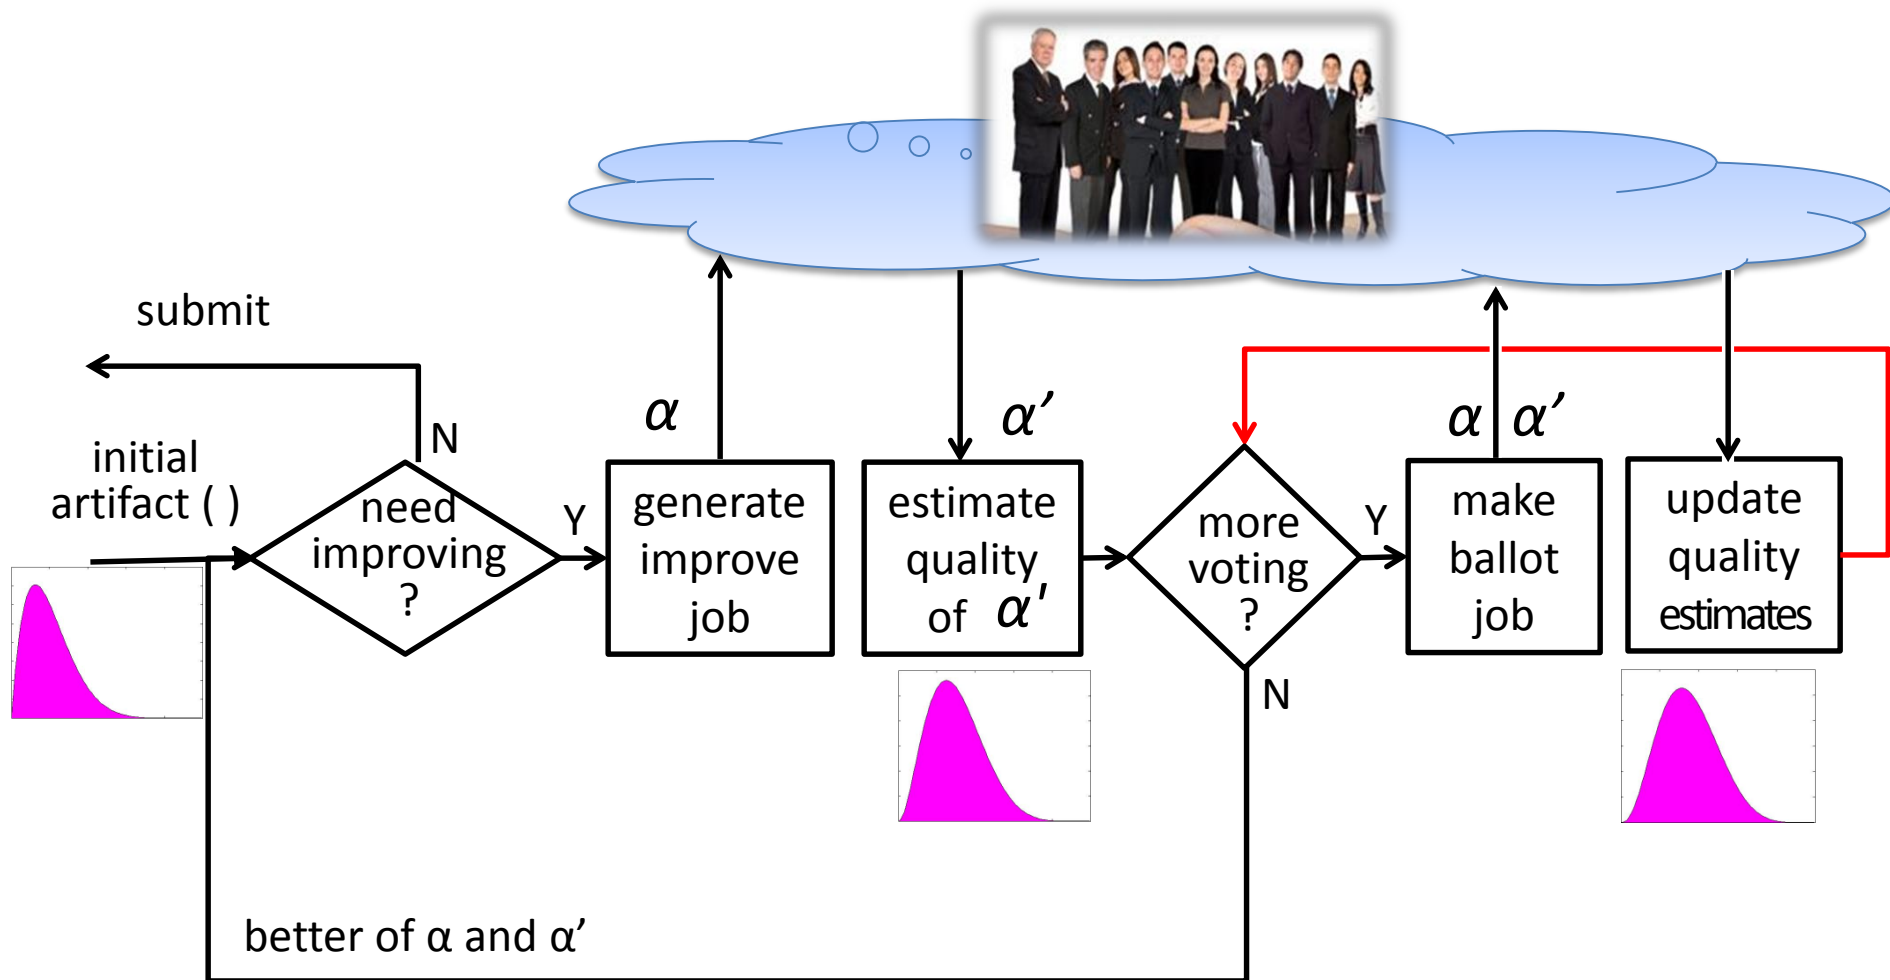 submit
initial
artifact ( )
N
need
improving
?
Y
α
generate
improve
job
α′
estimate
quality
of α'
more
voting
?
Y
N
α α′
make
ballot
job
update
quality
estimates
better of α and α’